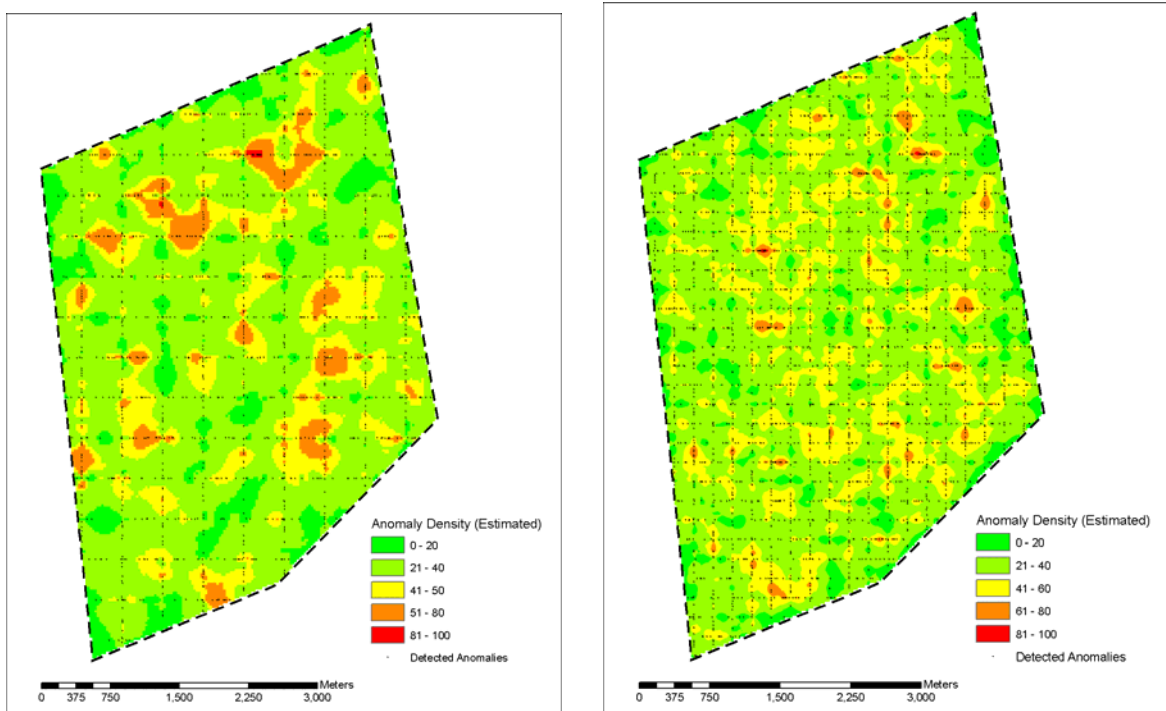 Anomaly Density (Estimated)
0 - 20
21 - 40
41 - 50
51 - 80
81 - 100
Detected Anomalies
Meters
0 375 750 1,500 2,250 3,000
Anomaly Density (Estimated)
0 - 20
21 - 40
41 - 60
61 - 80
81 - 100
Detected Anomalies
Meters
0 375 750 1,500 2,250 3,000